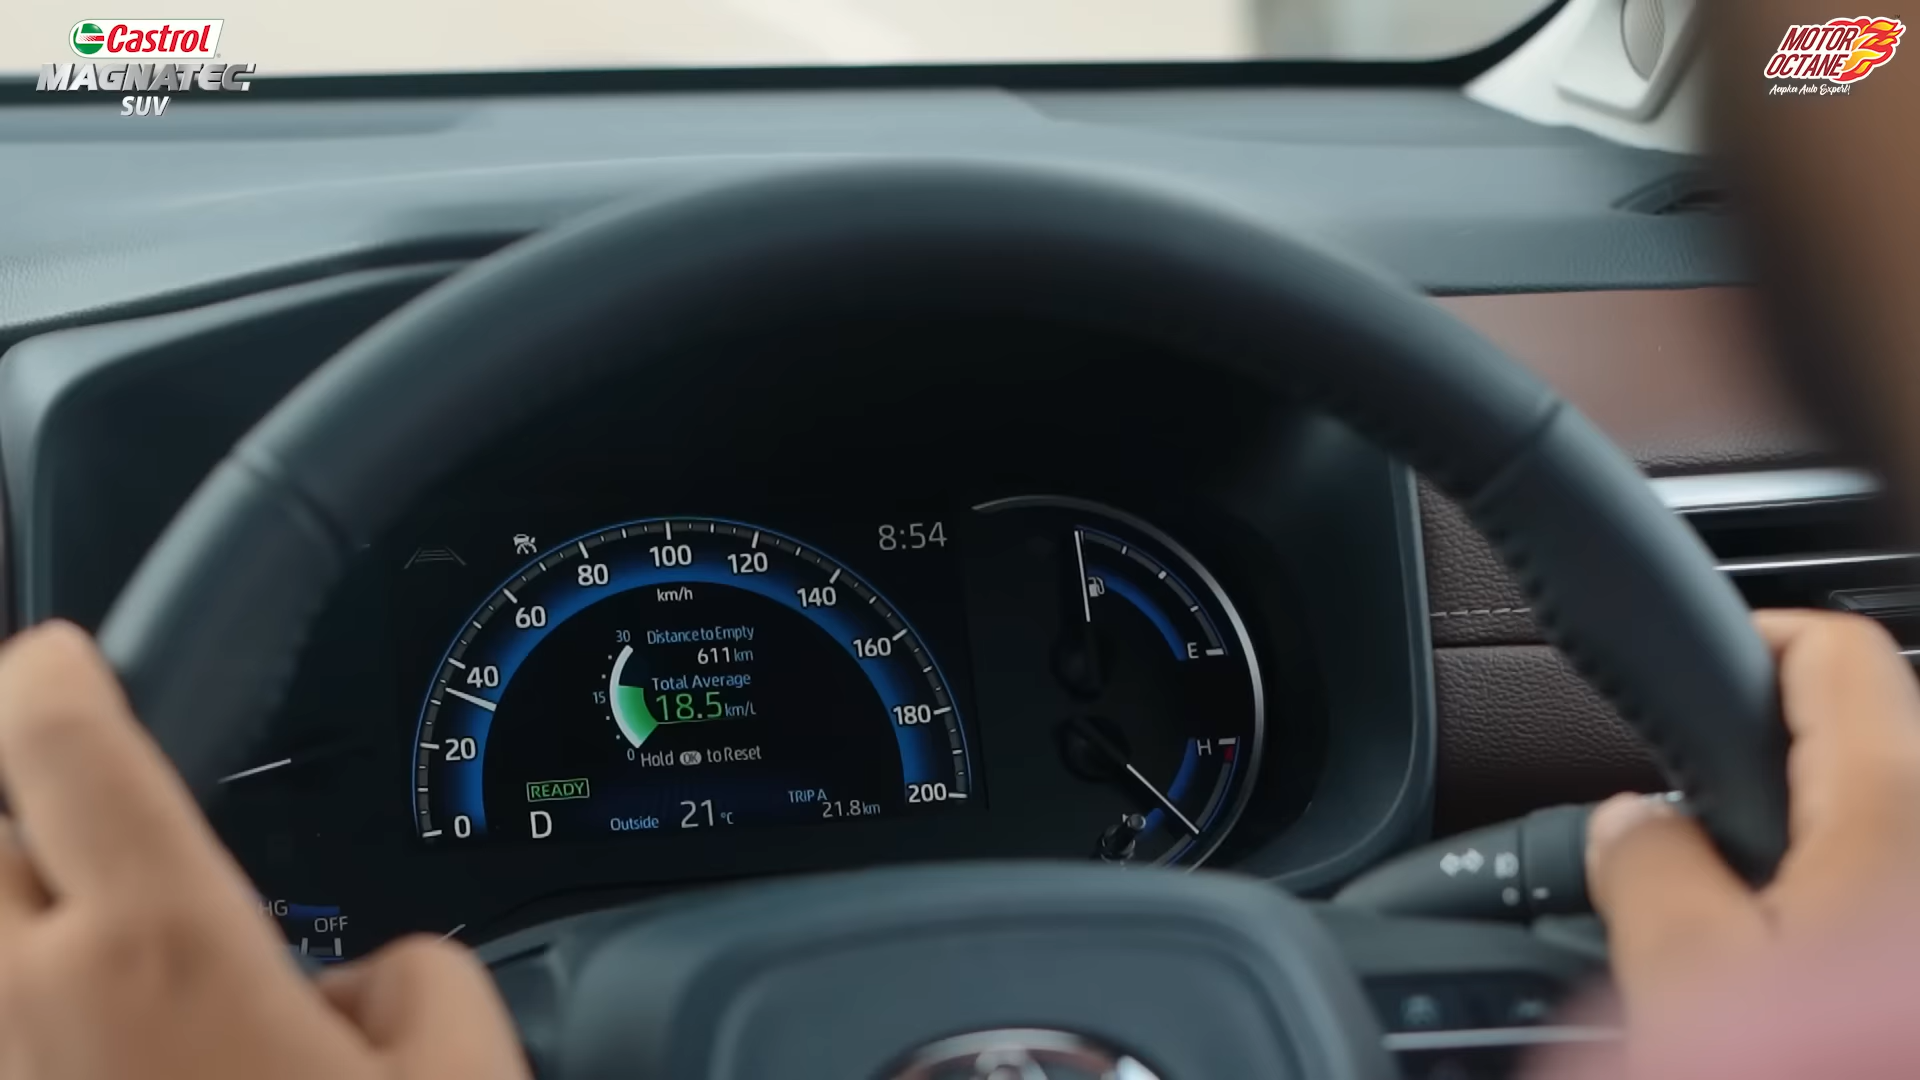 Castrol
MAGNATEC
SUV
MOTOR
OCTANE
Aapka Auto Expert!
8:54
0
20
40
60
80
100
120
140
160
180
200
km/h
30
15
0
Distance to Empty
611 km
Total Average
18.5 km/L
Hold OK to Reset
READY
D
Outside 21 °C
TRIP A
21.8 km
E
H
HG
OFF